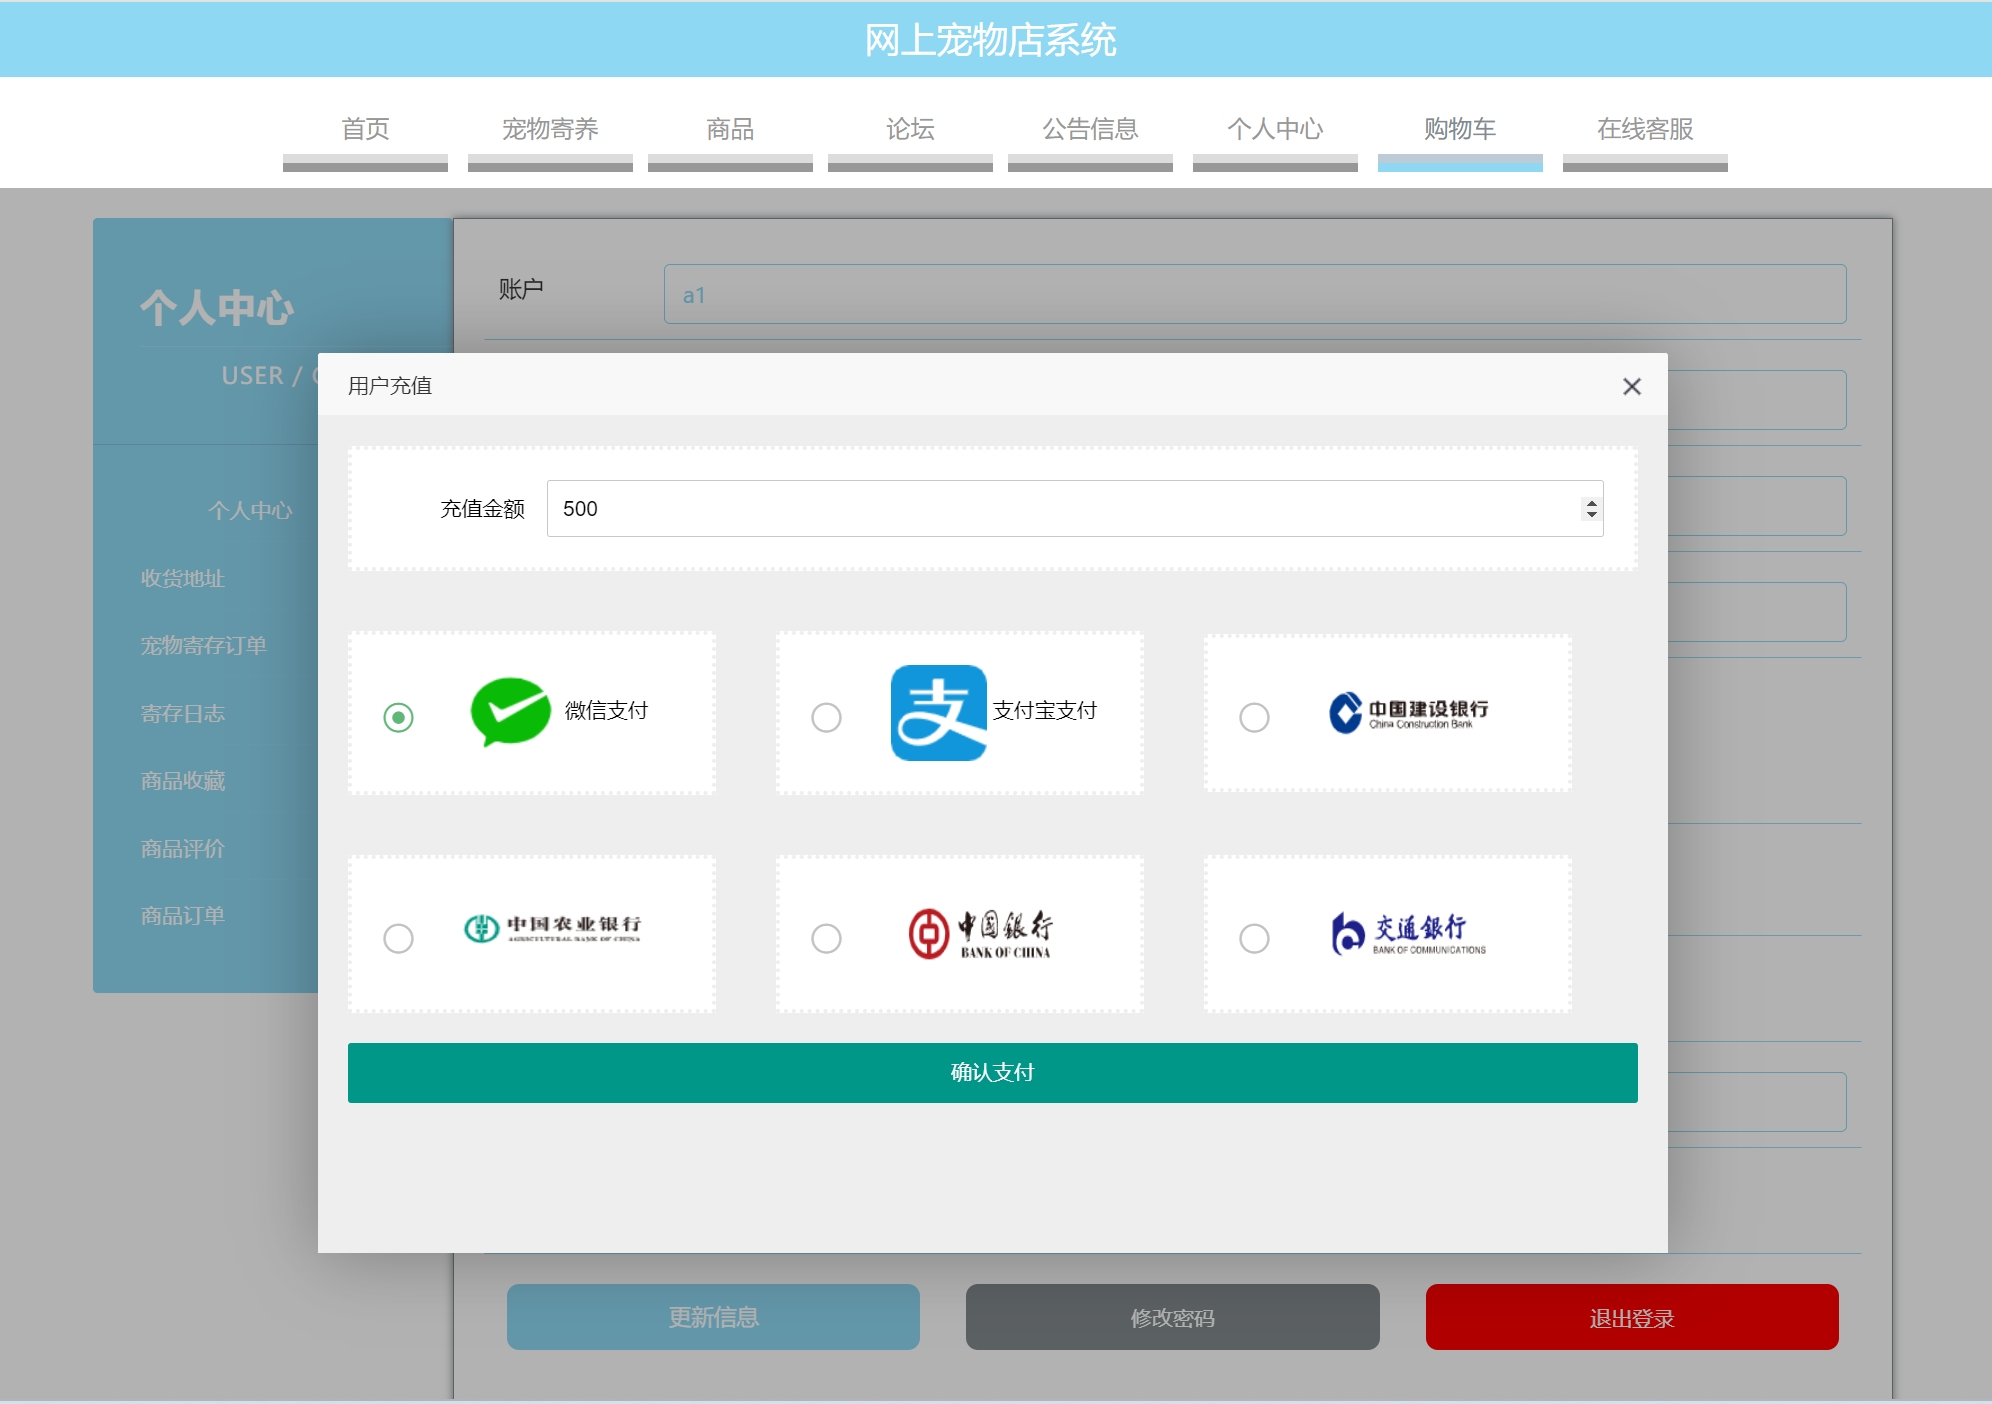 网上宠物店系统
首页
宠物寄养
商品
论坛
公告信息
个人中心
购物车
在线客服
个人中心
USER /
个人中心
收货地址
宠物寄存订单
寄存日志
商品收藏
商品评价
商品订单
账户
a1
用户充值
充值金额
500
微信支付
支付宝支付
中国建设银行
China Construction Bank
中国农业银行
AGRICULTURAL BANK OF CHINA
中國銀行
BANK OF CHINA
交通銀行
BANK OF COMMUNICATIONS
确认支付
更新信息
修改密码
退出登录